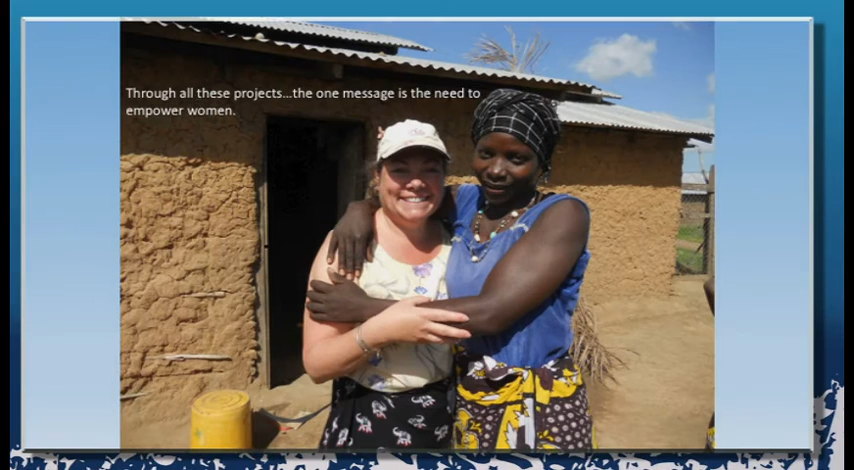 Through all these projects...the one message is the need to
empower women.